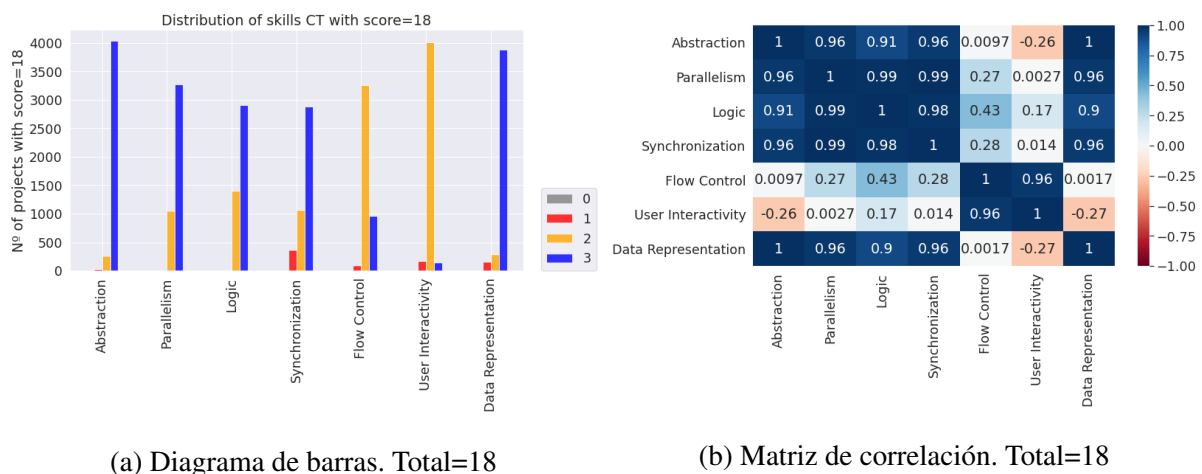 Distribution of skills CT with score=18
Nº of projects with score=18
4000
3500
3000
2500
2000
1500
1000
500
0
Abstraction
Parallelism
Logic
Synchronization
Flow Control
User Interactivity
Data Representation
0
1
2
3
(a) Diagrama de barras. Total=18
Abstraction 1 0.96 0.91 0.96 0.0097 -0.26 1
Parallelism 0.96 1 0.99 0.99 0.27 0.0027 0.96
Logic 0.91 0.99 1 0.98 0.43 0.17 0.9
Synchronization 0.96 0.99 0.98 1 0.28 0.014 0.96
Flow Control 0.0097 0.27 0.43 0.28 1 0.96 0.0017
User Interactivity -0.26 0.0027 0.17 0.014 0.96 1 -0.27
Data Representation 1 0.96 0.9 0.96 0.0017 -0.27 1
Abstraction
Parallelism
Logic
Synchronization
Flow Control
User Interactivity
Data Representation
1.00
0.75
0.50
0.25
0.00
−0.25
−0.50
−0.75
−1.00
(b) Matriz de correlación. Total=18